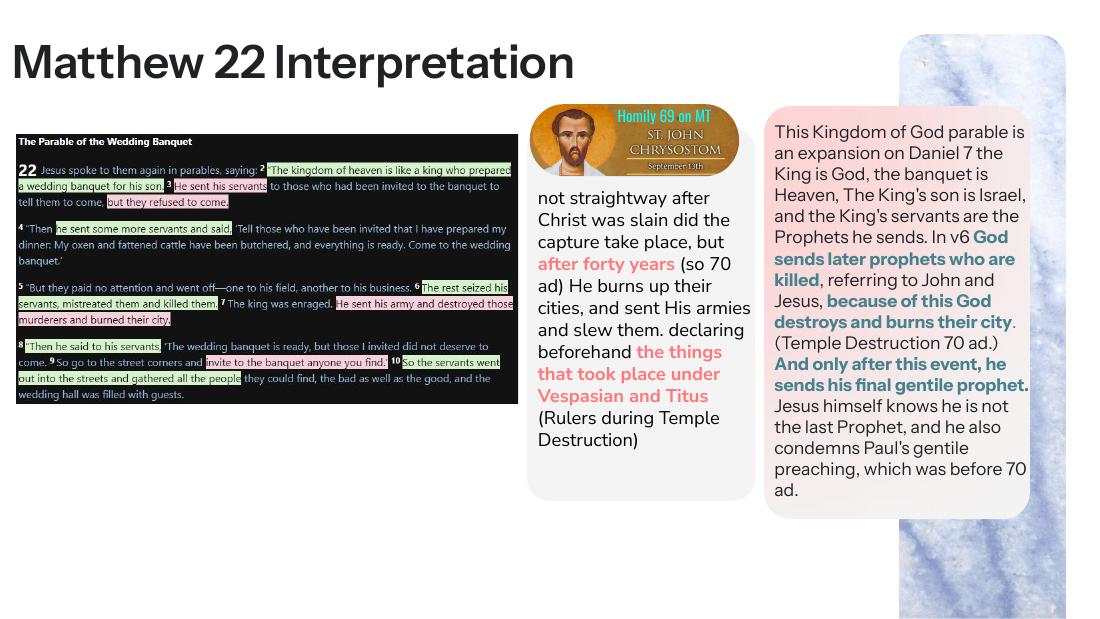 Matthew 22 Interpretation
The Parable of the Wedding Banquet
22 Jesus spoke to them again in parables, saying: 2 “The kingdom of heaven is like a king who prepared
a wedding banquet for his son. 3 He sent his servants to those who had been invited to the banquet to
tell them to come, but they refused to come.
4 “Then he sent some more servants and said, ‘Tell those who have been invited that I have prepared my
dinner: My oxen and fattened cattle have been butchered, and everything is ready. Come to the wedding
banquet.’
5 “But they paid no attention and went off—one to his field, another to his business. 6 The rest seized his
servants, mistreated them and killed them. 7 The king was enraged. He sent his army and destroyed those
murderers and burned their city.
8 “Then he said to his servants, ‘The wedding banquet is ready, but those I invited did not deserve to
come. 9 So go to the street corners and invite to the banquet anyone you find.’ 10 So the servants went
out into the streets and gathered all the people they could find, the bad as well as the good, and the
wedding hall was filled with guests.
Homily 69 on MT
ST. JOHN
CHRYSOSTOM
September 13th
not straightway after
Christ was slain did the
capture take place, but
after forty years (so 70
ad) He burns up their
cities, and sent His armies
and slew them. declaring
beforehand the things
that took place under
Vespasian and Titus
(Rulers during Temple
Destruction)
This Kingdom of God parable is
an expansion on Daniel 7 the
King is God, the banquet is
Heaven, The King's son is Israel,
and the King's servants are the
Prophets he sends. In v6 God
sends later prophets who are
killed, referring to John and
Jesus, because of this God
destroys and burns their city.
(Temple Destruction 70 ad.)
And only after this event, he
sends his final gentile prophet.
Jesus himself knows he is not
the last Prophet, and he also
condemns Paul's gentile
preaching, which was before 70
ad.